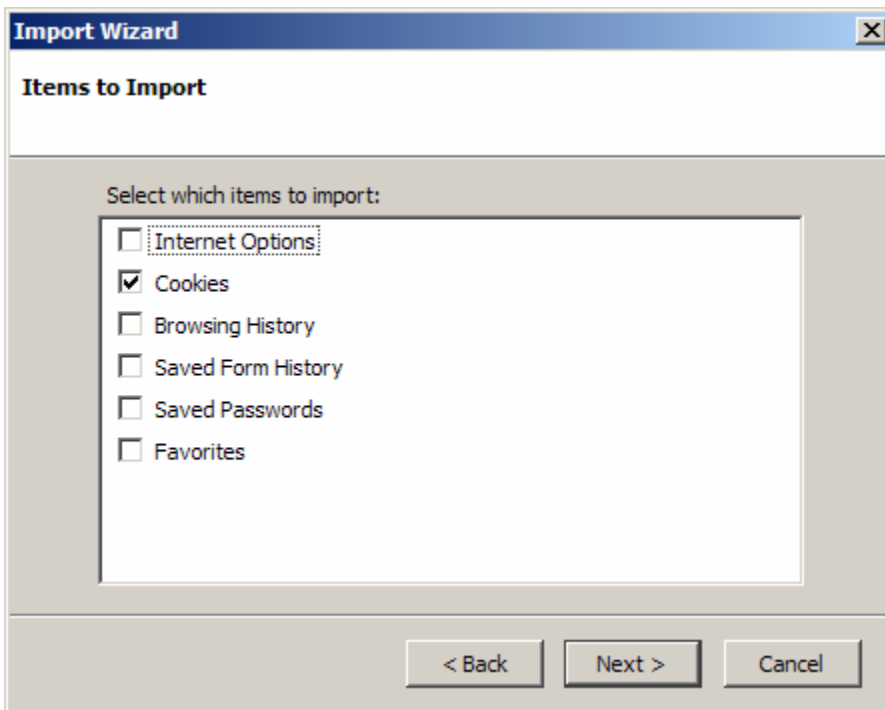 Import Wizard
Items to Import
Select which items to import:
Internet Options
Cookies
Browsing History
Saved Form History
Saved Passwords
Favorites
< Back Next > Cancel